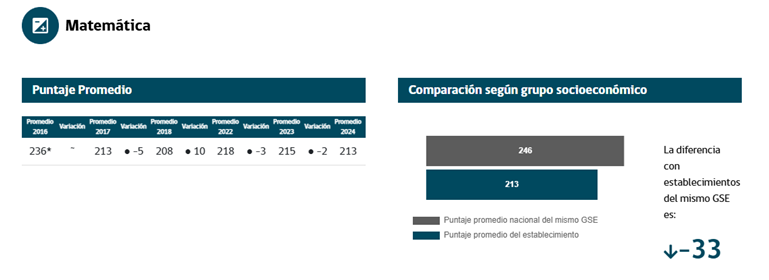 Matemática
Puntaje Promedio
Promedio 2016 Variación Promedio 2017 Variación Promedio 2018 Variación Promedio 2022 Variación Promedio 2023 Variación Promedio 2024
236* - 213 ● -5 208 ● 10 218 ● -3 215 ● -2 213
Comparación según grupo socioeconómico
246
213
Puntaje promedio nacional del mismo GSE
Puntaje promedio del establecimiento
La diferencia
con
establecimientos
del mismo GSE
es:
↓-33